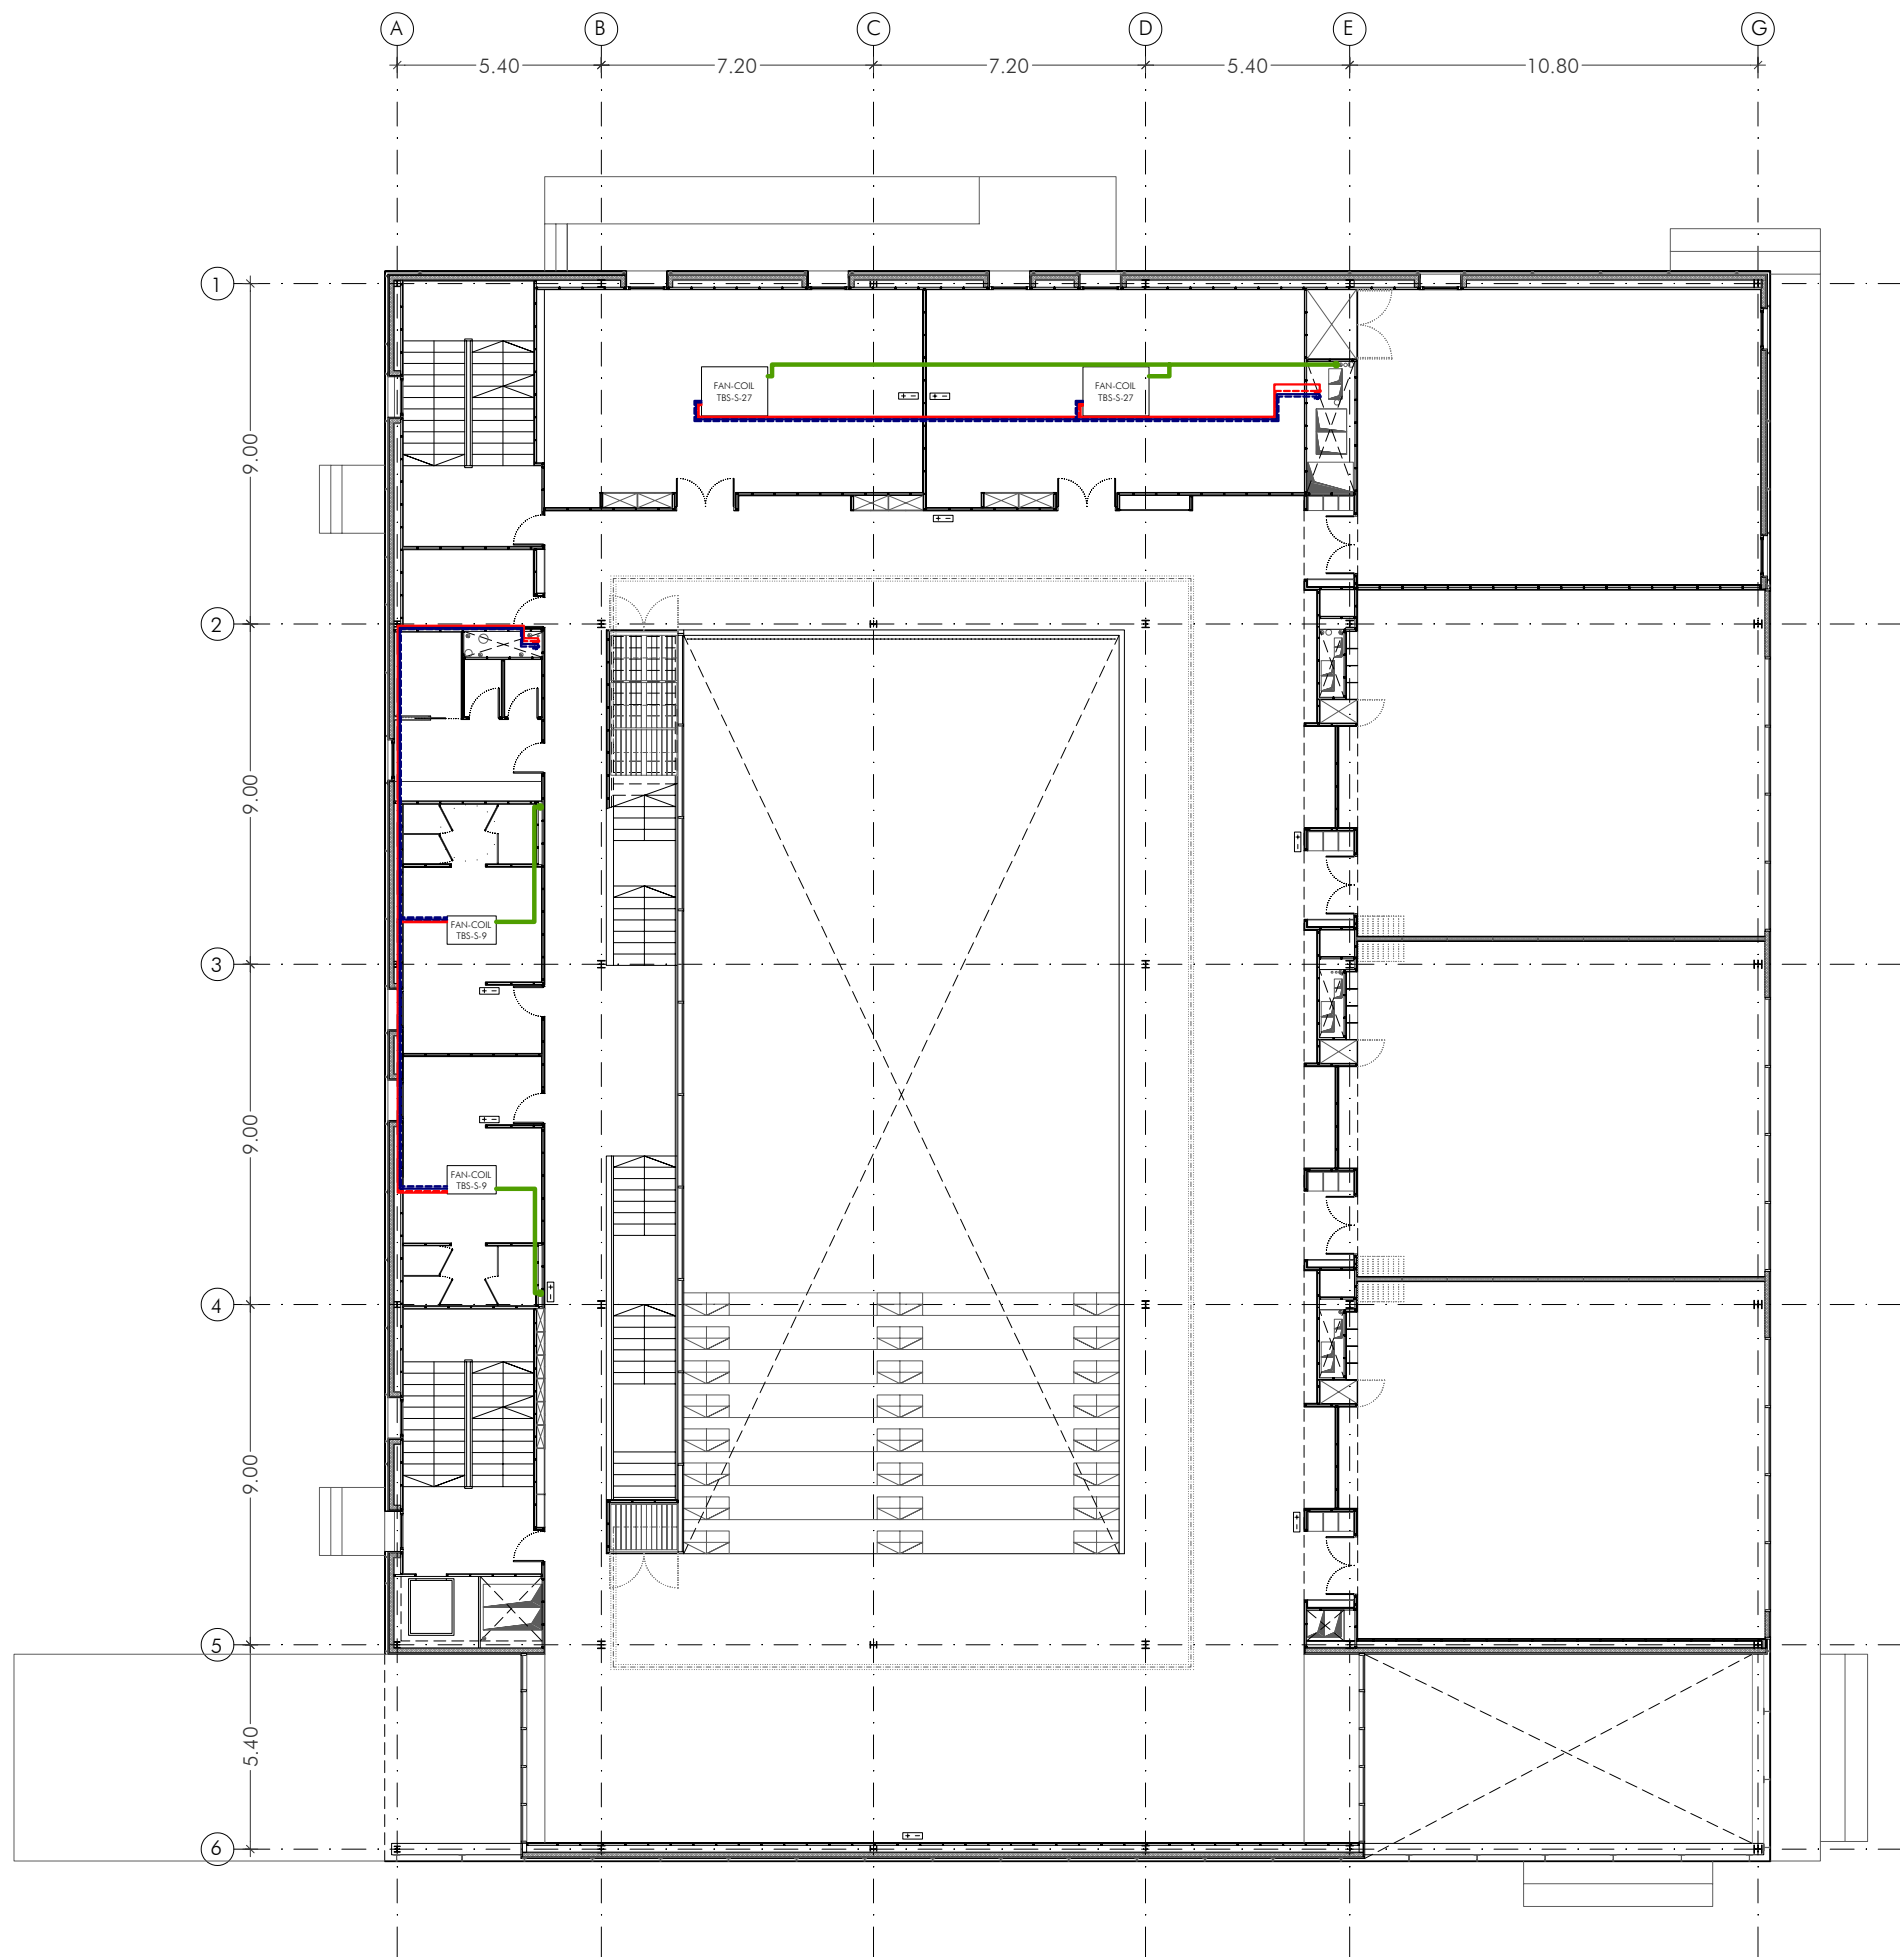 A B C D E G
5.40 7.20 7.20 5.40 10.80
1
FAN-COIL
TBS-S-27
FAN-COIL
TBS-S-27
+ -
+ -
9.00
+ -
2
9.00
+ -
FAN-COIL
TBS-S-9
3
+ -
+ -
9.00
FAN-COIL
TBS-S-9
+ -
4
9.00
+ -
5
5.40
+ -
6